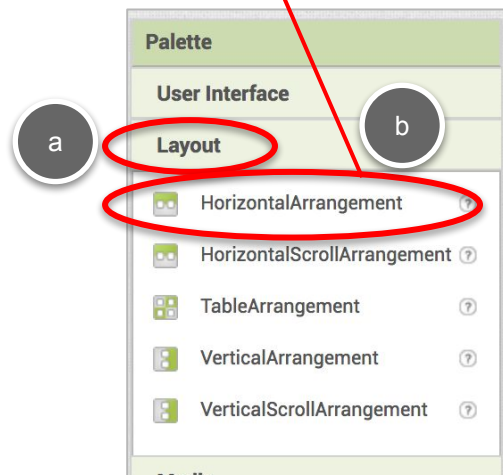 Palette
User Interface
a
Layout
b
HorizontalArrangement ?
HorizontalScrollArrangement ?
TableArrangement ?
VerticalArrangement ?
VerticalScrollArrangement ?